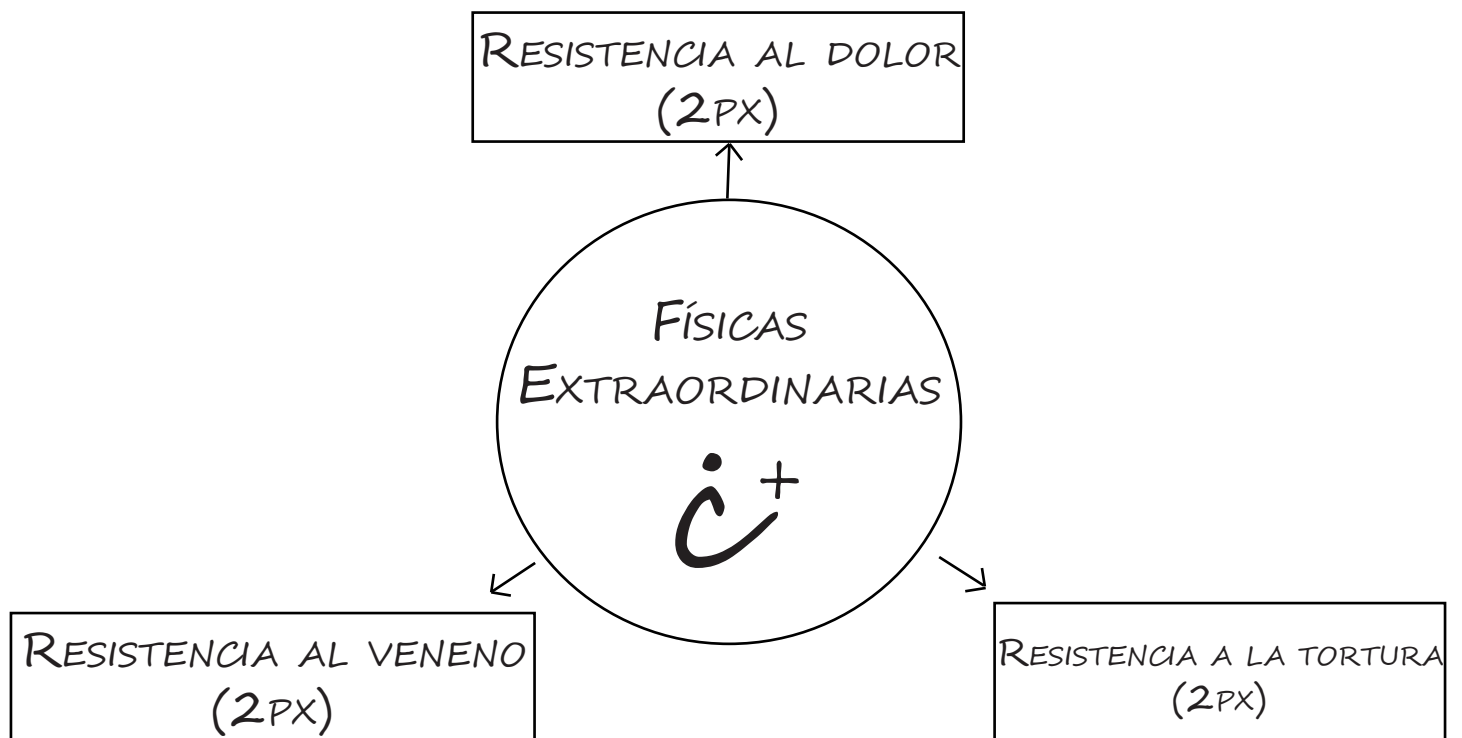 Resistencia al dolor
(2px)
Físicas
Extraordinarias
i+
Resistencia al veneno
(2px)
Resistencia a la tortura
(2px)